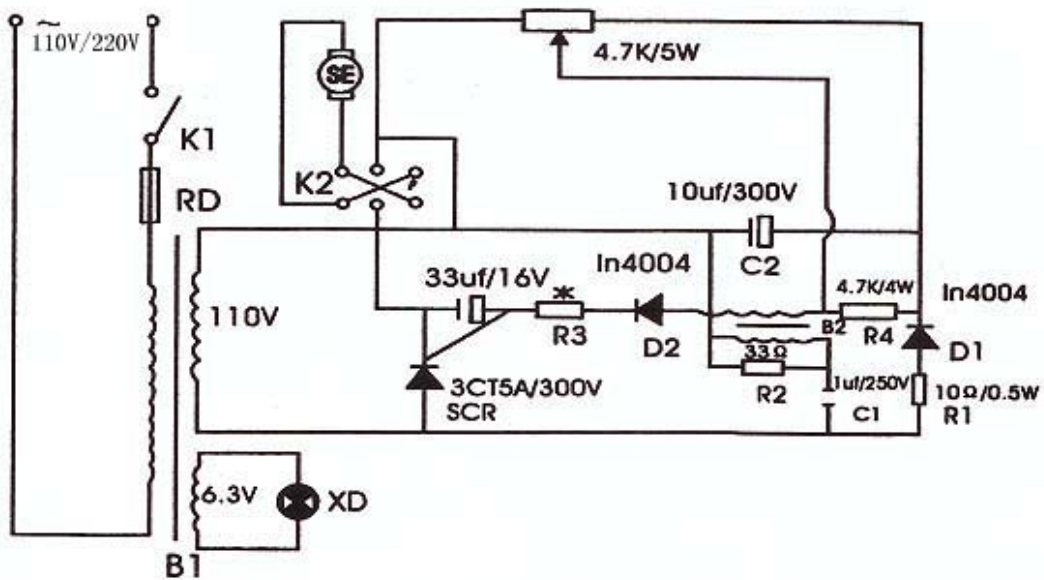 ~
110V/220V
K1
RD
SE
K2
4.7K/5W
10uf/300V
C2
33uf/16V
In4004
*
R3
D2
B2
4.7K/4W
R4
In4004
D1
110V
3CT5A/300V
SCR
33Ω
R2
1uf/250V
C1
10Ω/0.5W
R1
6.3V
XD
B1